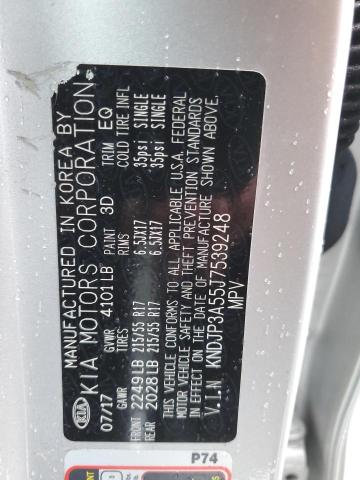 MANUFACTURED IN KOREA BY
KIA KIA MOTORS CORPORATION
07/17 GVWR 4101LB PAINT 3D TRIM EQ
GAWR TIRES RIMS COLD TIRE INFL
FRONT 2249LB 215/55 R17 6.5JX17 35psi SINGLE
REAR 2028LB 215/55 R17 6.5JX17 35psi SINGLE
THIS VEHICLE CONFORMS TO ALL APPLICABLE U.S.A. FEDERAL
MOTOR VEHICLE SAFETY AND THEFT PREVENTION STANDARDS
IN EFFECT ON THE DATE OF MANUFACTURE SHOWN ABOVE.
V.I.N KNDJP3A55J7539248
MPV
P74